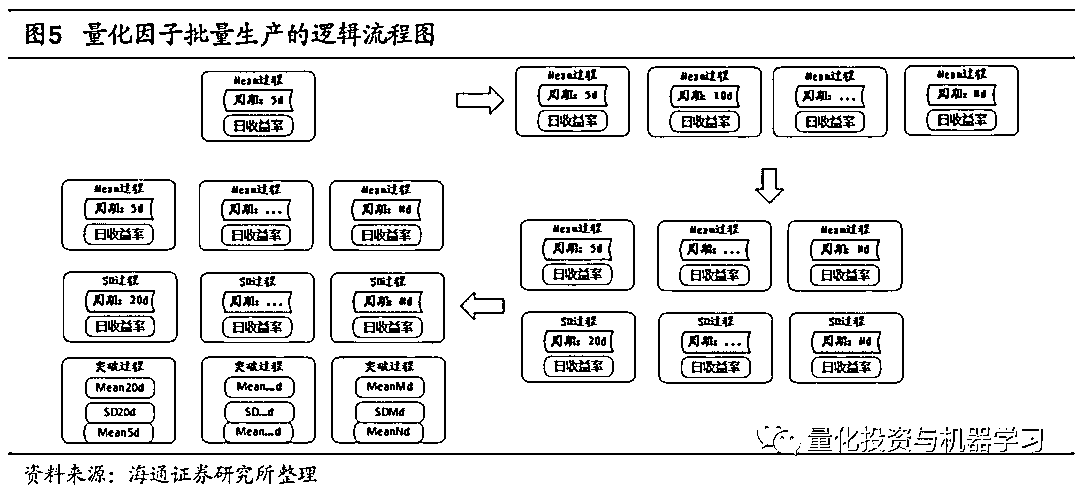 图5 量化因子批量生产的逻辑流程图
Mean过程
周期：5d
日收益率
Mean过程
周期：5d
日收益率
Mean过程
周期：10d
日收益率
Mean过程
周期：...
日收益率
Mean过程
周期：Nd
日收益率
Mean过程
周期：5d
日收益率
Mean过程
周期：...
日收益率
Mean过程
周期：Nd
日收益率
SD过程
周期：20d
日收益率
SD过程
周期：...
日收益率
SD过程
周期：Md
日收益率
Mean过程
周期：5d
日收益率
Mean过程
周期：...
日收益率
Mean过程
周期：Nd
日收益率
SD过程
周期：20d
日收益率
SD过程
周期：...
日收益率
SD过程
周期：Md
日收益率
突破过程
Mean20d
SD20d
Mean5d
突破过程
Mean...d
SD...d
Mean...d
突破过程
MeanMd
SDMd
MeanNd
量化投资与机器学习
资料来源：海通证券研究所整理